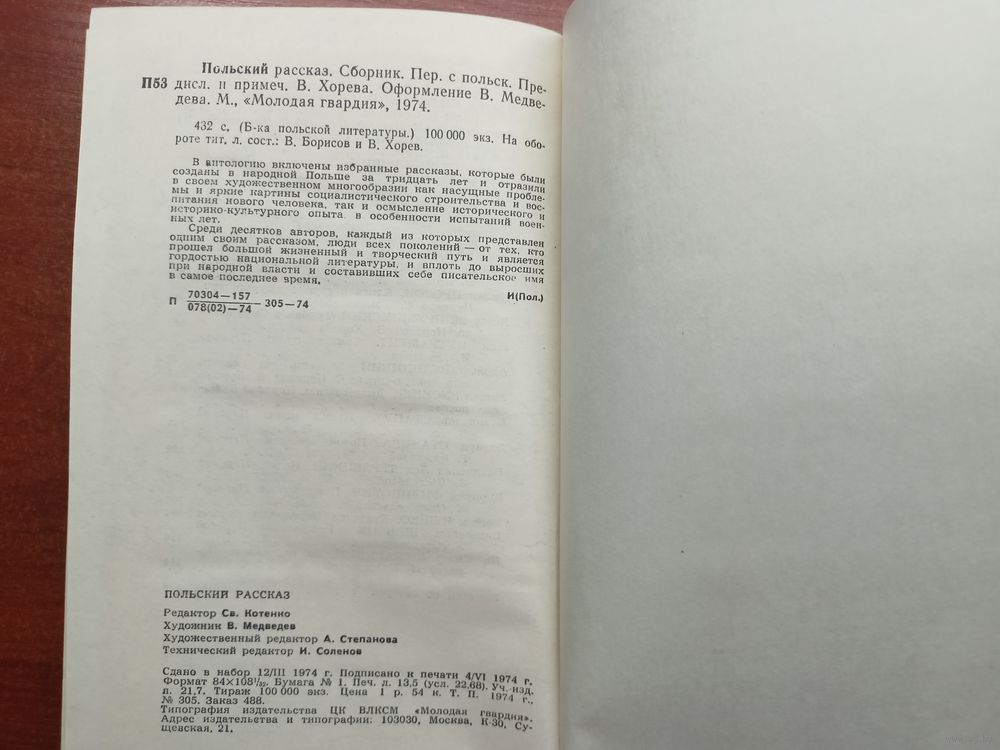 Польский рассказ. Сборник. Пер. с польск. Пре-
П53 дисл. и примеч. В. Хорева. Оформление В. Медве-
дева. М., «Молодая гвардия», 1974.
432 с. (Б-ка польской литературы.) 100 000 экз. На обо-
роте тит. л. сост.: В. Борисов и В. Хорев.
В антологию включены избранные рассказы, которые были
созданы в народной Польше за тридцать лет и отразили
в своем художественном многообразии как насущные пробле-
мы и яркие картины социалистического строительства и вос-
питания нового человека, так и осмысление исторического и
историко-культурного опыта, в особенности испытаний воен-
ных лет.
Среди десятков авторов, каждый из которых представлен
одним своим рассказом, люди всех поколений — от тех, кто
прошел большой жизненный и творческий путь и является
гордостью национальной литературы, и вплоть до выросших
при народной власти и составивших себе писательское имя
в самое последнее время.
П 70304—157
078(02)—74 —305—74 И(Пол.)
ПОЛЬСКИЙ РАССКАЗ
Редактор Св. Котенко
Художник В. Медведев
Художественный редактор А. Степанова
Технический редактор И. Соленов
Сдано в набор 12/III 1974 г. Подписано к печати 4/VI 1974 г.
Формат 84×108¹/₃₂. Бумага № 1. Печ. л. 13,5 (усл. 22,68). Уч.-изд.
л. 21,7. Тираж 100 000 экз. Цена 1 р. 54 к. Т. П. 1974 г.,
№ 305. Заказ 488.
Типография издательства ЦК ВЛКСМ «Молодая гвардия».
Адрес издательства и типографии: 103030, Москва, К-30, Су-
щевская, 21.